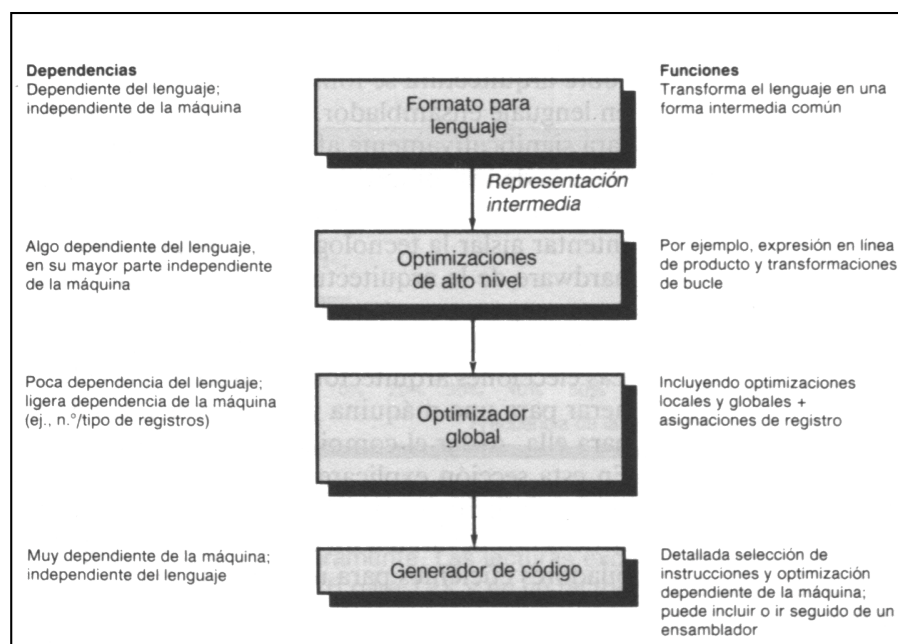 Dependencias
Dependiente del lenguaje;
independiente de la máquina
Formato para
lenguaje
Funciones
Transforma el lenguaje en una
forma intermedia común
Representación
intermedia
Algo dependiente del lenguaje,
en su mayor parte independiente
de la máquina
Optimizaciones
de alto nivel
Por ejemplo, expresión en línea
de producto y transformaciones
de bucle
Poca dependencia del lenguaje;
ligera dependencia de la máquina
(ej., n.°/tipo de registros)
Optimizador
global
Incluyendo optimizaciones
locales y globales +
asignaciones de registro
Muy dependiente de la máquina;
independiente del lenguaje
Generador de código
Detallada selección de
instrucciones y optimización
dependiente de la máquina;
puede incluir o ir seguido de un
ensamblador